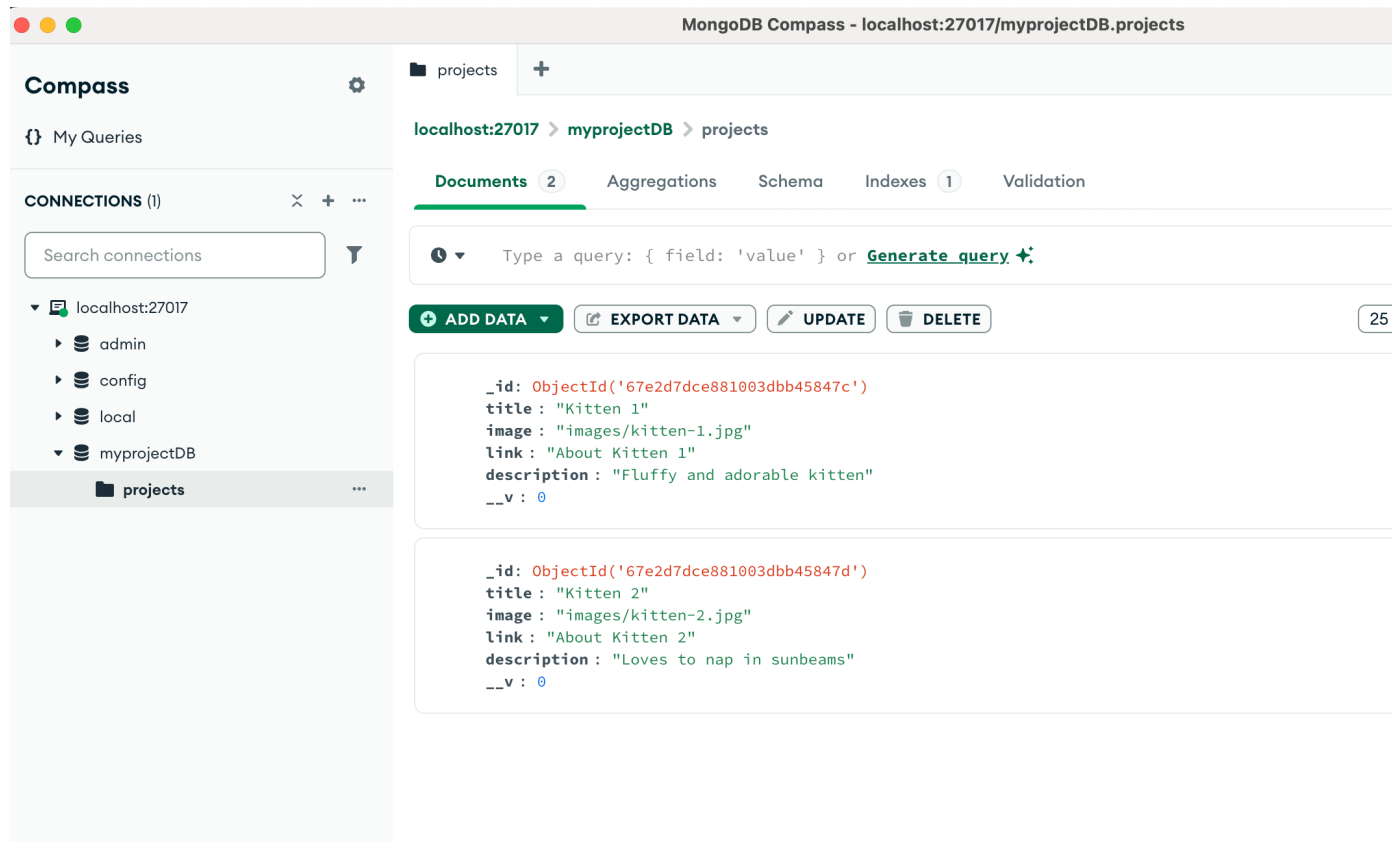 MongoDB Compass - localhost:27017/myprojectDB.projects
Compass
{} My Queries
CONNECTIONS (1)
Search connections
localhost:27017
admin
config
local
myprojectDB
projects
projects
localhost:27017 > myprojectDB > projects
Documents 2 Aggregations Schema Indexes 1 Validation
Type a query: { field: 'value' } or Generate query
ADD DATA EXPORT DATA UPDATE DELETE 25
_id: ObjectId('67e2d7dce881003dbb45847c')
title : "Kitten 1"
image : "images/kitten-1.jpg"
link : "About Kitten 1"
description : "Fluffy and adorable kitten"
__v : 0
_id: ObjectId('67e2d7dce881003dbb45847d')
title : "Kitten 2"
image : "images/kitten-2.jpg"
link : "About Kitten 2"
description : "Loves to nap in sunbeams"
__v : 0